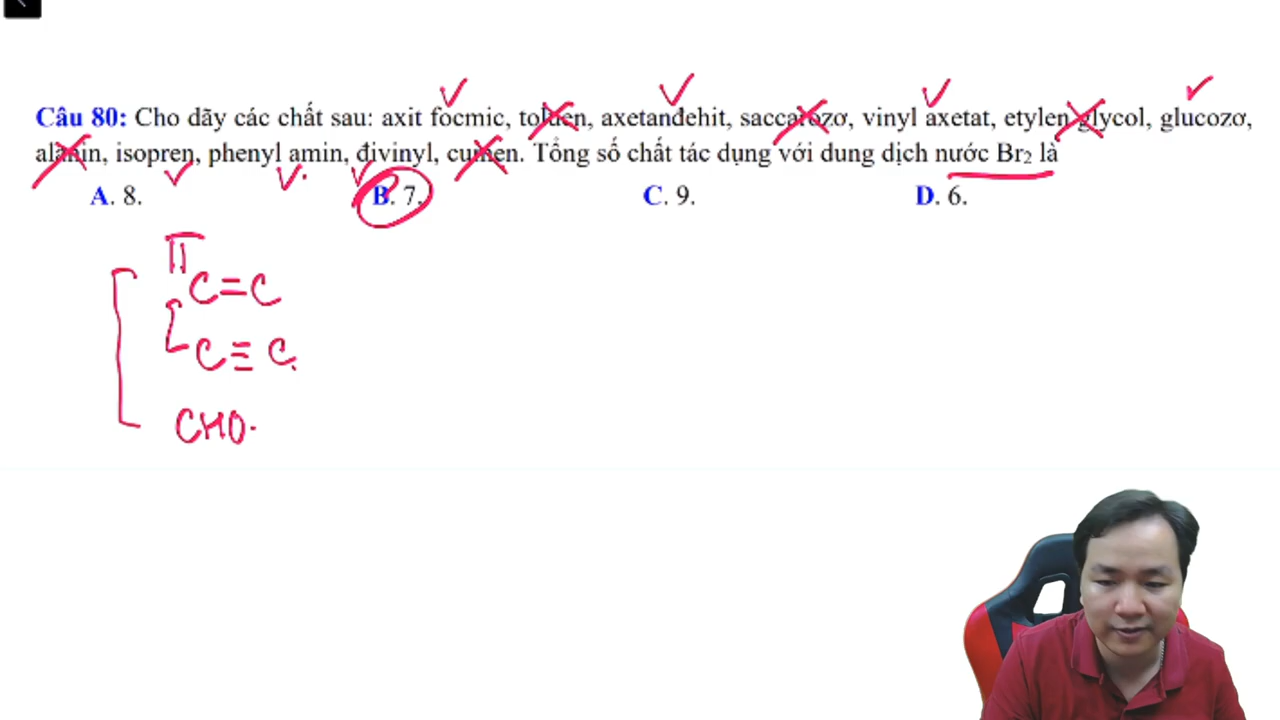 Câu 80: Cho dãy các chất sau: axit focmic, toluen, axetanđehit, saccarozơ, vinyl axetat, etylen glycol, glucozơ,
alanin, isopren, phenyl amin, đivinyl, cumen. Tổng số chất tác dụng với dung dịch nước Br₂ là
A. 8. B. 7. C. 9. D. 6.
π
C=C
C≡C
CHO